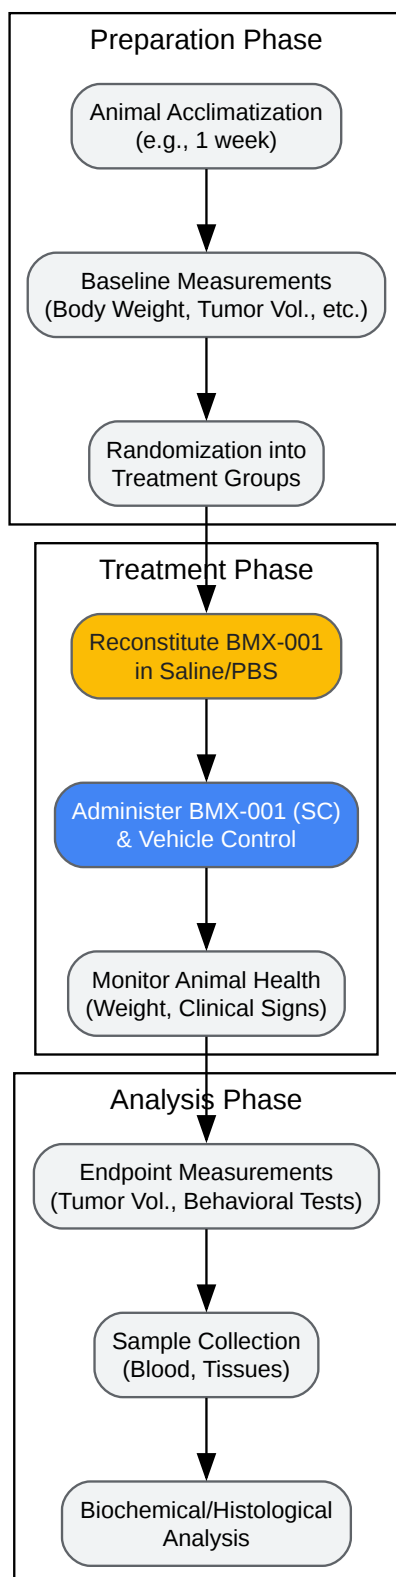 Preparation Phase
Animal Acclimatization
(e.g., 1 week)
Baseline Measurements
(Body Weight, Tumor Vol., etc.)
Randomization into
Treatment Groups
Treatment Phase
Reconstitute BMX-001
in Saline/PBS
Administer BMX-001 (SC)
& Vehicle Control
Monitor Animal Health
(Weight, Clinical Signs)
Analysis Phase
Endpoint Measurements
(Tumor Vol., Behavioral Tests)
Sample Collection
(Blood, Tissues)
Biochemical/Histological
Analysis